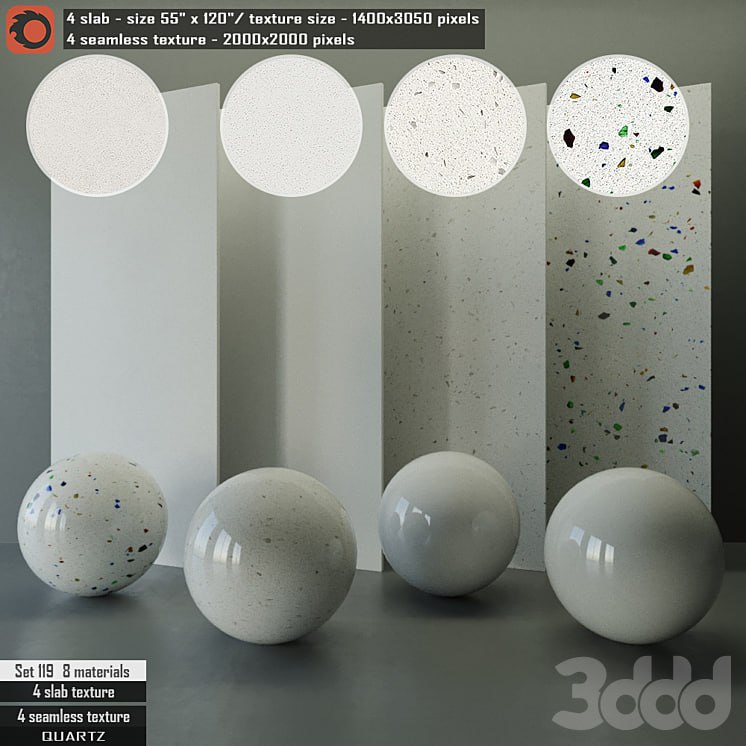 4 slab - size 55" x 120"/ texture size - 1400x3050 pixels
4 seamless texture - 2000x2000 pixels
Set 119 8 materials
4 slab texture
4 seamless texture
QUARTZ
3ddd